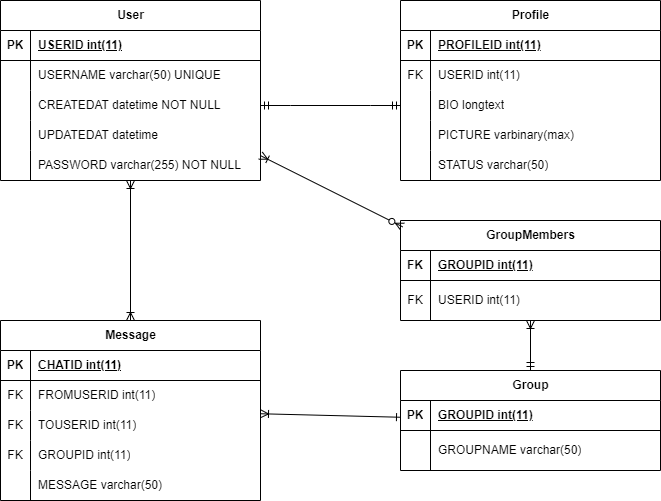 User
PK USERID int(11)
USERNAME varchar(50) UNIQUE
CREATEDAT datetime NOT NULL
UPDATEDAT datetime
PASSWORD varchar(255) NOT NULL
Profile
PK PROFILEID int(11)
FK USERID int(11)
BIO longtext
PICTURE varbinary(max)
STATUS varchar(50)
GroupMembers
FK GROUPID int(11)
FK USERID int(11)
Message
PK CHATID int(11)
FK FROMUSERID int(11)
FK TOUSERID int(11)
FK GROUPID int(11)
MESSAGE varchar(50)
Group
PK GROUPID int(11)
GROUPNAME varchar(50)